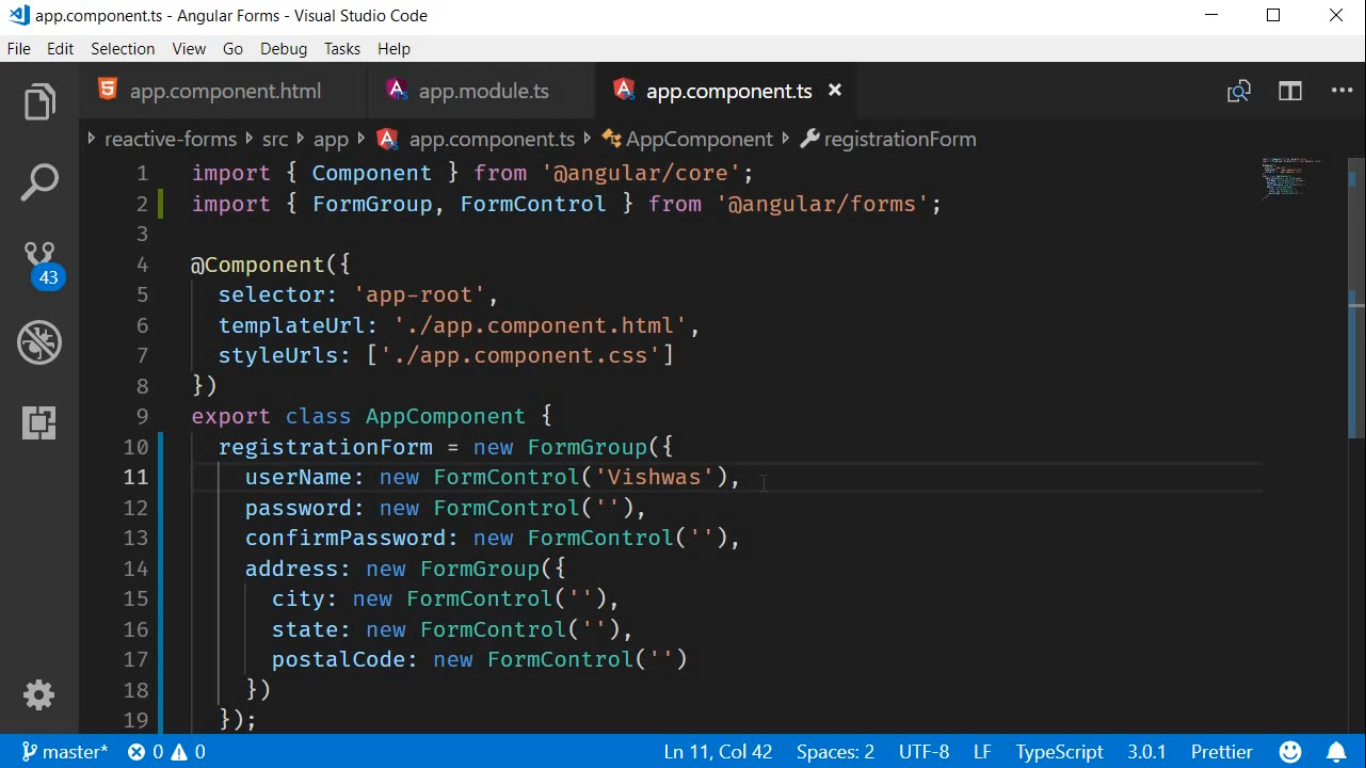 app.component.ts - Angular Forms - Visual Studio Code
File Edit Selection View Go Debug Tasks Help
app.component.html app.module.ts app.component.ts
reactive-forms src app app.component.ts AppComponent registrationForm
1 import { Component } from '@angular/core';
2 import { FormGroup, FormControl } from '@angular/forms';
3
4 @Component({
5 selector: 'app-root',
6 templateUrl: './app.component.html',
7 styleUrls: ['./app.component.css']
8 })
9 export class AppComponent {
10 registrationForm = new FormGroup({
11 userName: new FormControl('Vishwas'),
12 password: new FormControl(''),
13 confirmPassword: new FormControl(''),
14 address: new FormGroup({
15 city: new FormControl(''),
16 state: new FormControl(''),
17 postalCode: new FormControl('')
18 })
19 });
43
master* 0 0 Ln 11, Col 42 Spaces: 2 UTF-8 LF TypeScript 3.0.1 Prettier